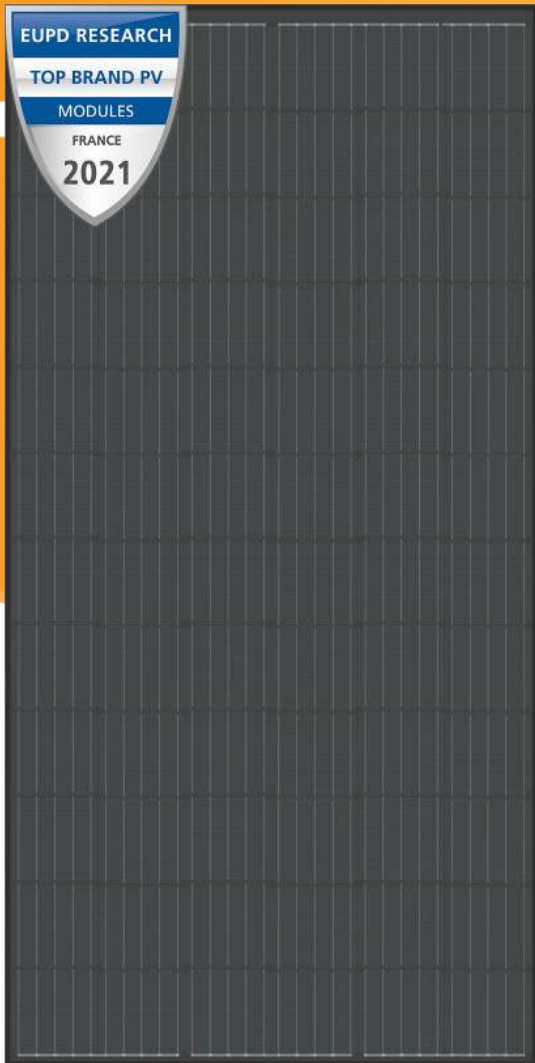 EUPD RESEARCH
TOP BRAND PV
MODULES
FRANCE
2021